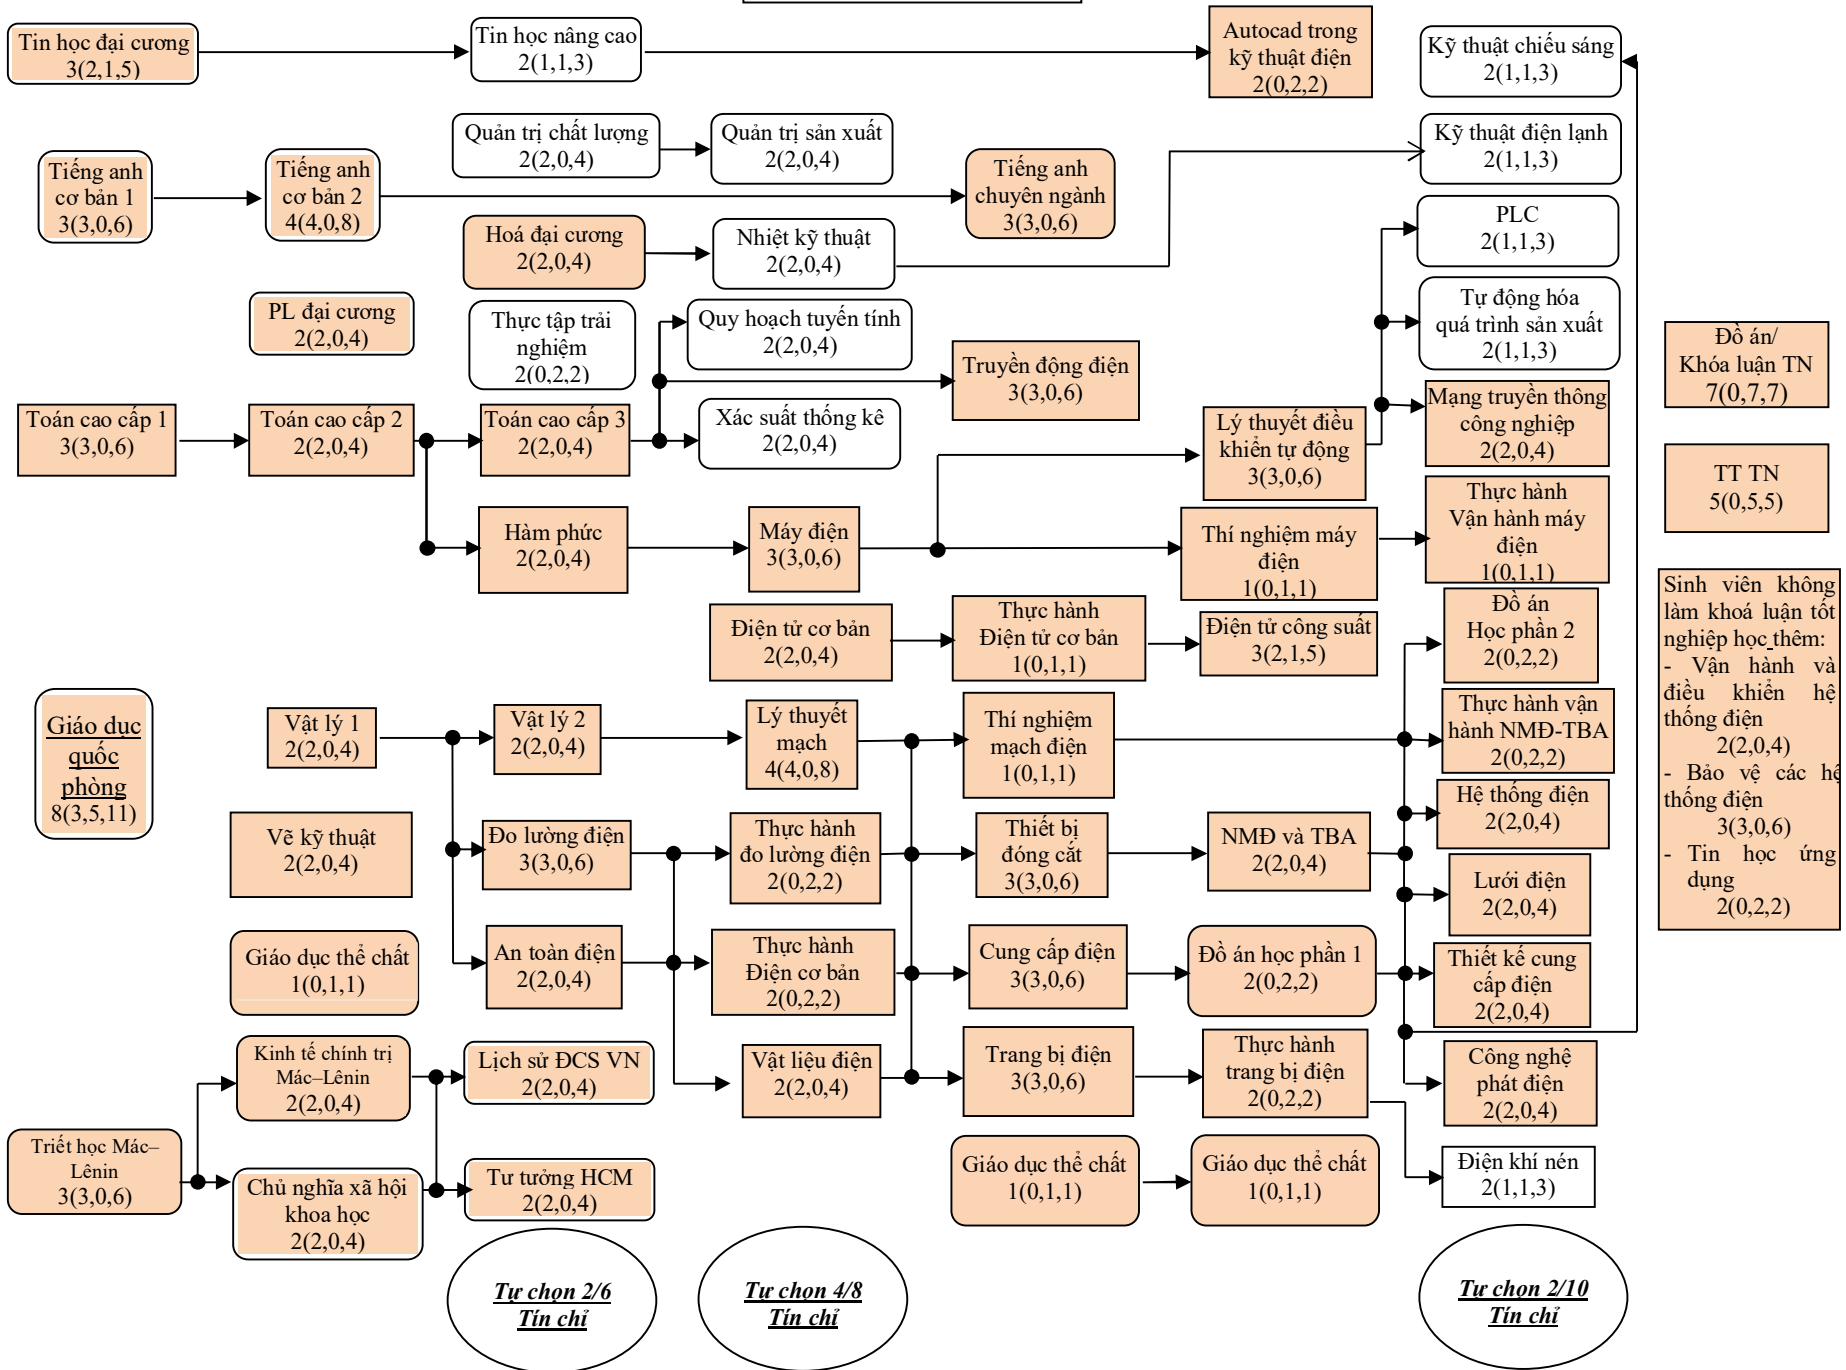 Tin học đại cương
3(2,1,5)
Tin học nâng cao
2(1,1,3)
Autocad trong
kỹ thuật điện
2(0,2,2)
Kỹ thuật chiếu sáng
2(1,1,3)
Quản trị chất lượng
2(2,0,4)
Quản trị sản xuất
2(2,0,4)
Kỹ thuật điện lạnh
2(1,1,3)
Tiếng anh
cơ bản 1
3(3,0,6)
Tiếng anh
cơ bản 2
4(4,0,8)
Tiếng anh
chuyên ngành
3(3,0,6)
PLC
2(1,1,3)
Hoá đại cương
2(2,0,4)
Nhiệt kỹ thuật
2(2,0,4)
PL đại cương
2(2,0,4)
Thực tập trải
nghiệm
2(0,2,2)
Quy hoạch tuyến tính
2(2,0,4)
Tự động hóa
quá trình sản xuất
2(1,1,3)
Đồ án/
Khóa luận TN
7(0,7,7)
Truyền động điện
3(3,0,6)
Toán cao cấp 1
3(3,0,6)
Toán cao cấp 2
2(2,0,4)
Toán cao cấp 3
2(2,0,4)
Xác suất thống kê
2(2,0,4)
Lý thuyết điều
khiển tự động
3(3,0,6)
Mạng truyền thông
công nghiệp
2(2,0,4)
TT TN
5(0,5,5)
Hàm phức
2(2,0,4)
Máy điện
3(3,0,6)
Thí nghiệm máy
điện
1(0,1,1)
Thực hành
Vận hành máy
điện
1(0,1,1)
Điện tử cơ bản
2(2,0,4)
Thực hành
Điện tử cơ bản
1(0,1,1)
Điện tử công suất
3(2,1,5)
Đồ án
Học phần 2
2(0,2,2)
Sinh viên không
làm khoá luận tốt
nghiệp học thêm:
- Vận hành và
điều khiển hệ
thống điện
2(2,0,4)
- Bảo vệ các hệ
thống điện
3(3,0,6)
- Tin học ứng
dụng
2(0,2,2)
Giáo dục
quốc
phòng
8(3,5,11)
Vật lý 1
2(2,0,4)
Vật lý 2
2(2,0,4)
Lý thuyết
mạch
4(4,0,8)
Thí nghiệm
mạch điện
1(0,1,1)
Thực hành vận
hành NMĐ-TBA
2(0,2,2)
Hệ thống điện
2(2,0,4)
Vẽ kỹ thuật
2(2,0,4)
Đo lường điện
3(3,0,6)
Thực hành
đo lường điện
2(0,2,2)
Thiết bị
đóng cắt
3(3,0,6)
NMĐ và TBA
2(2,0,4)
Lưới điện
2(2,0,4)
Giáo dục thể chất
1(0,1,1)
An toàn điện
2(2,0,4)
Thực hành
Điện cơ bản
2(0,2,2)
Cung cấp điện
3(3,0,6)
Đồ án học phần 1
2(0,2,2)
Thiết kế cung
cấp điện
2(2,0,4)
Kinh tế chính trị
Mác–Lênin
2(2,0,4)
Lịch sử ĐCS VN
2(2,0,4)
Vật liệu điện
2(2,0,4)
Trang bị điện
3(3,0,6)
Thực hành
trang bị điện
2(0,2,2)
Công nghệ
phát điện
2(2,0,4)
Triết học Mác–
Lênin
3(3,0,6)
Chủ nghĩa xã hội
khoa học
2(2,0,4)
Tư tưởng HCM
2(2,0,4)
Giáo dục thể chất
1(0,1,1)
Giáo dục thể chất
1(0,1,1)
Điện khí nén
2(1,1,3)
Tự chọn 2/6
Tín chỉ
Tự chọn 4/8
Tín chỉ
Tự chọn 2/10
Tín chỉ